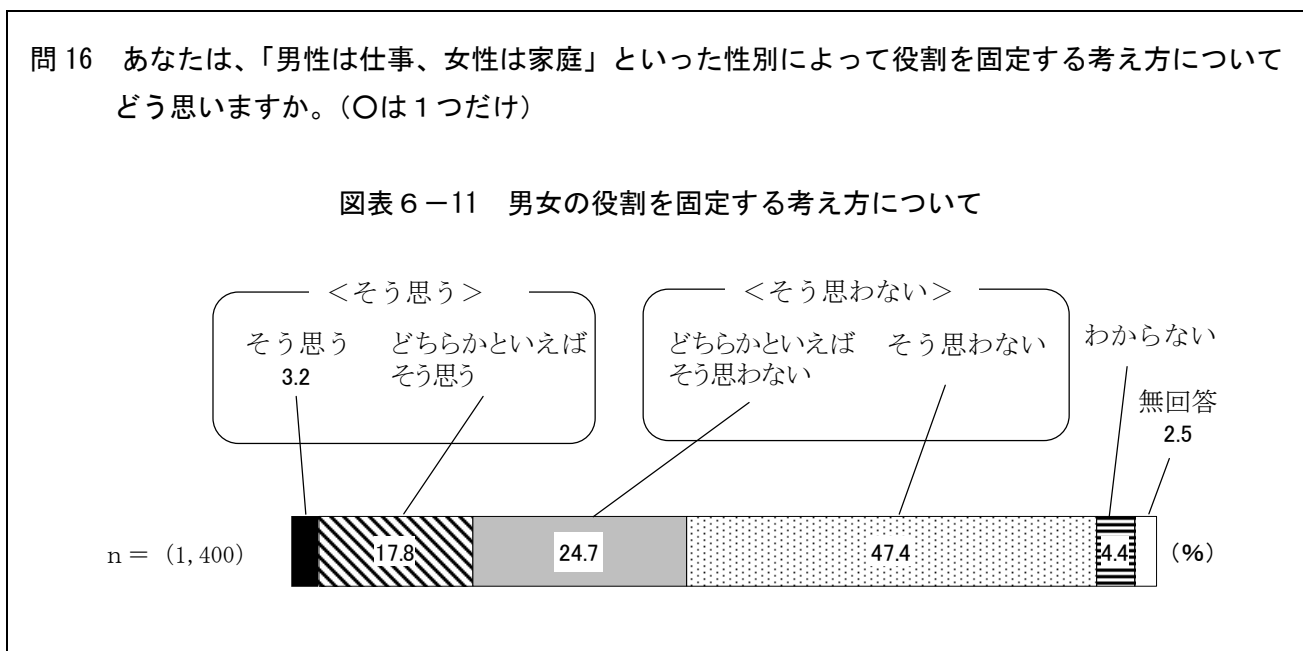 問16 あなたは、「男性は仕事、女性は家庭」といった性別によって役割を固定する考え方について
どう思いますか。(〇は1つだけ)
図表6-11 男女の役割を固定する考え方について
<そう思う>
<そう思わない>
そう思う
3.2
どちらかといえば
そう思う
どちらかといえば
そう思わない
そう思わない
わからない
無回答
2.5
n = (1,400)
17.8
24.7
47.4
4.4
(%)